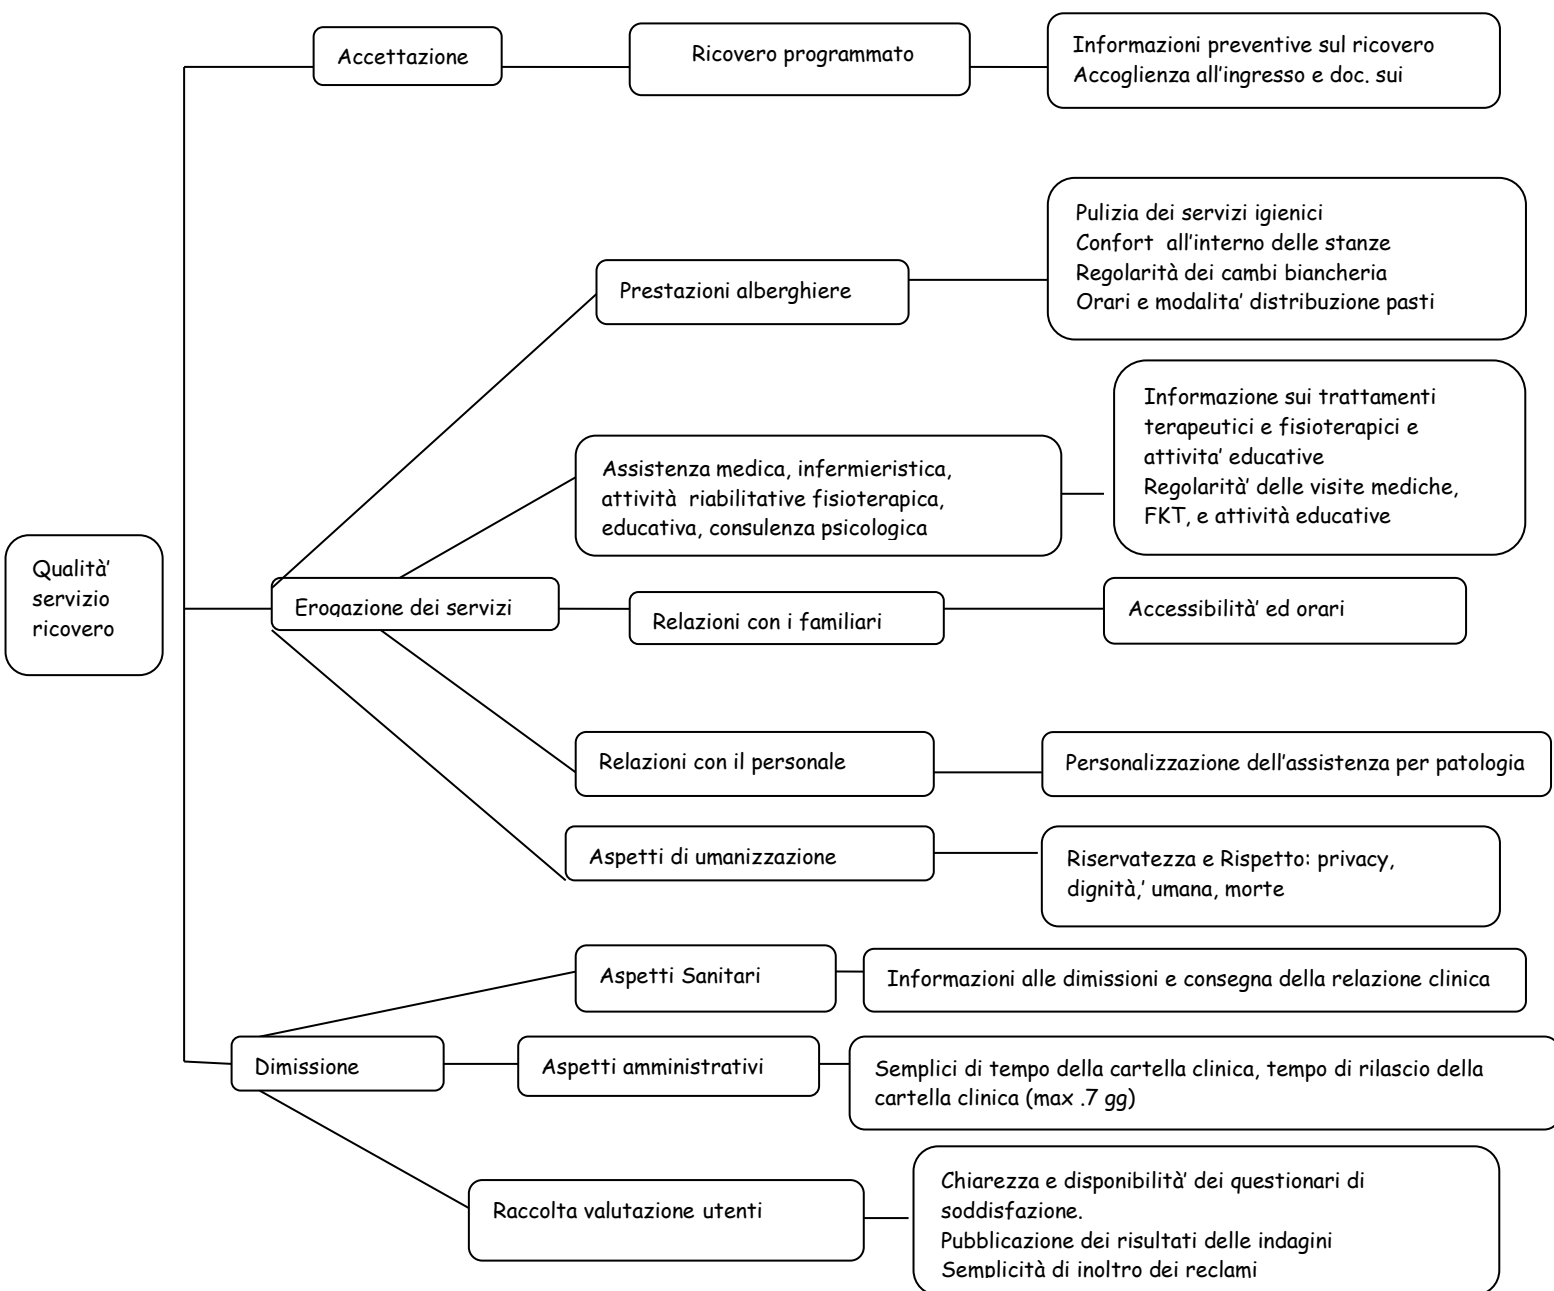 Accettazione
Ricovero programmato
Informazioni preventive sul ricovero
Accoglienza all'ingresso e doc. sui
Pulizia dei servizi igienici
Confort  all'interno delle stanze
Regolarità dei cambi biancheria
Orari e modalita' distribuzione pasti
Prestazioni alberghiere
Informazione sui trattamenti
terapeutici e fisioterapici e
attivita' educative
Regolarità' delle visite mediche,
FKT, e attività educative
Assistenza medica, infermieristica,
attività  riabilitative fisioterapica,
educativa, consulenza psicologica
Qualità'
servizio
ricovero
Erogazione dei servizi
Relazioni con i familiari
Accessibilità' ed orari
Relazioni con il personale
Personalizzazione dell'assistenza per patologia
Aspetti di umanizzazione
Riservatezza e Rispetto: privacy,
dignità,' umana, morte
Aspetti Sanitari
Informazioni alle dimissioni e consegna della relazione clinica
Dimissione
Aspetti amministrativi
Semplici di tempo della cartella clinica, tempo di rilascio della
cartella clinica (max .7 gg)
Raccolta valutazione utenti
Chiarezza e disponibilità' dei questionari di
soddisfazione.
Pubblicazione dei risultati delle indagini
Semplicità di inoltro dei reclami